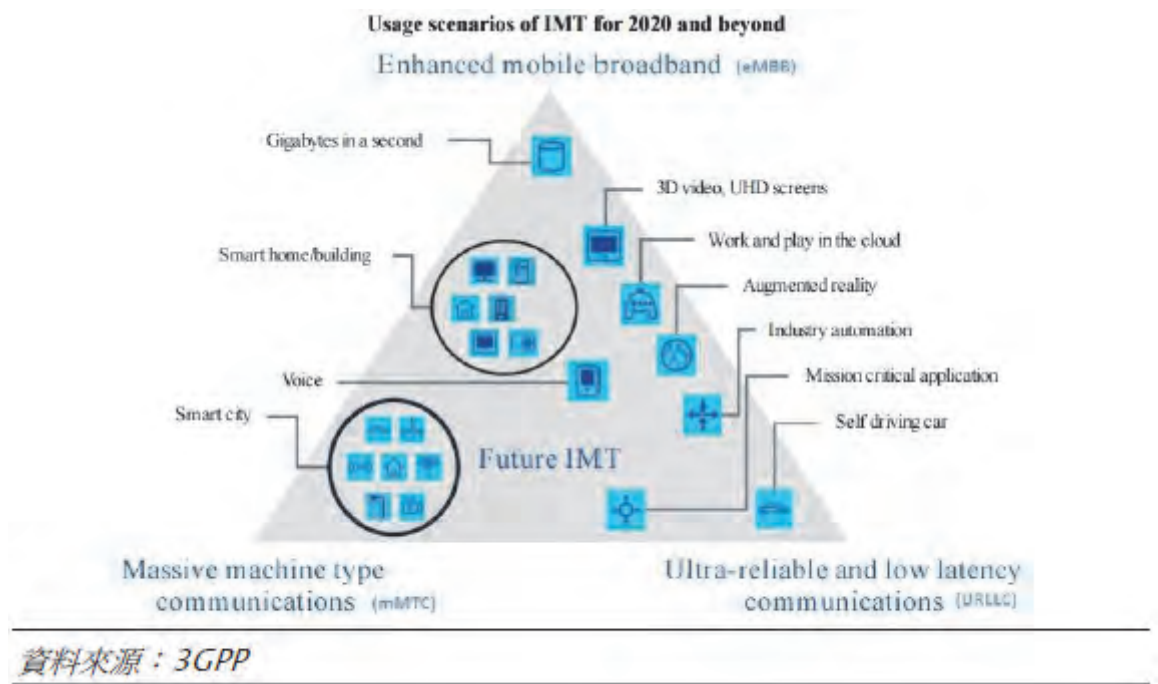 Usage scenarios of IMT for 2020 and beyond
Enhanced mobile broadband (eMBB)
Gigabytes in a second
3D video, UHD screens
Smart home/building
Work and play in the cloud
Augmented reality
Industry automation
Voice
Mission critical application
Smart city
Self driving car
Future IMT
Massive machine type
communications (mMTC)
Ultra-reliable and low latency
communications (URLLC)
資料來源：3GPP